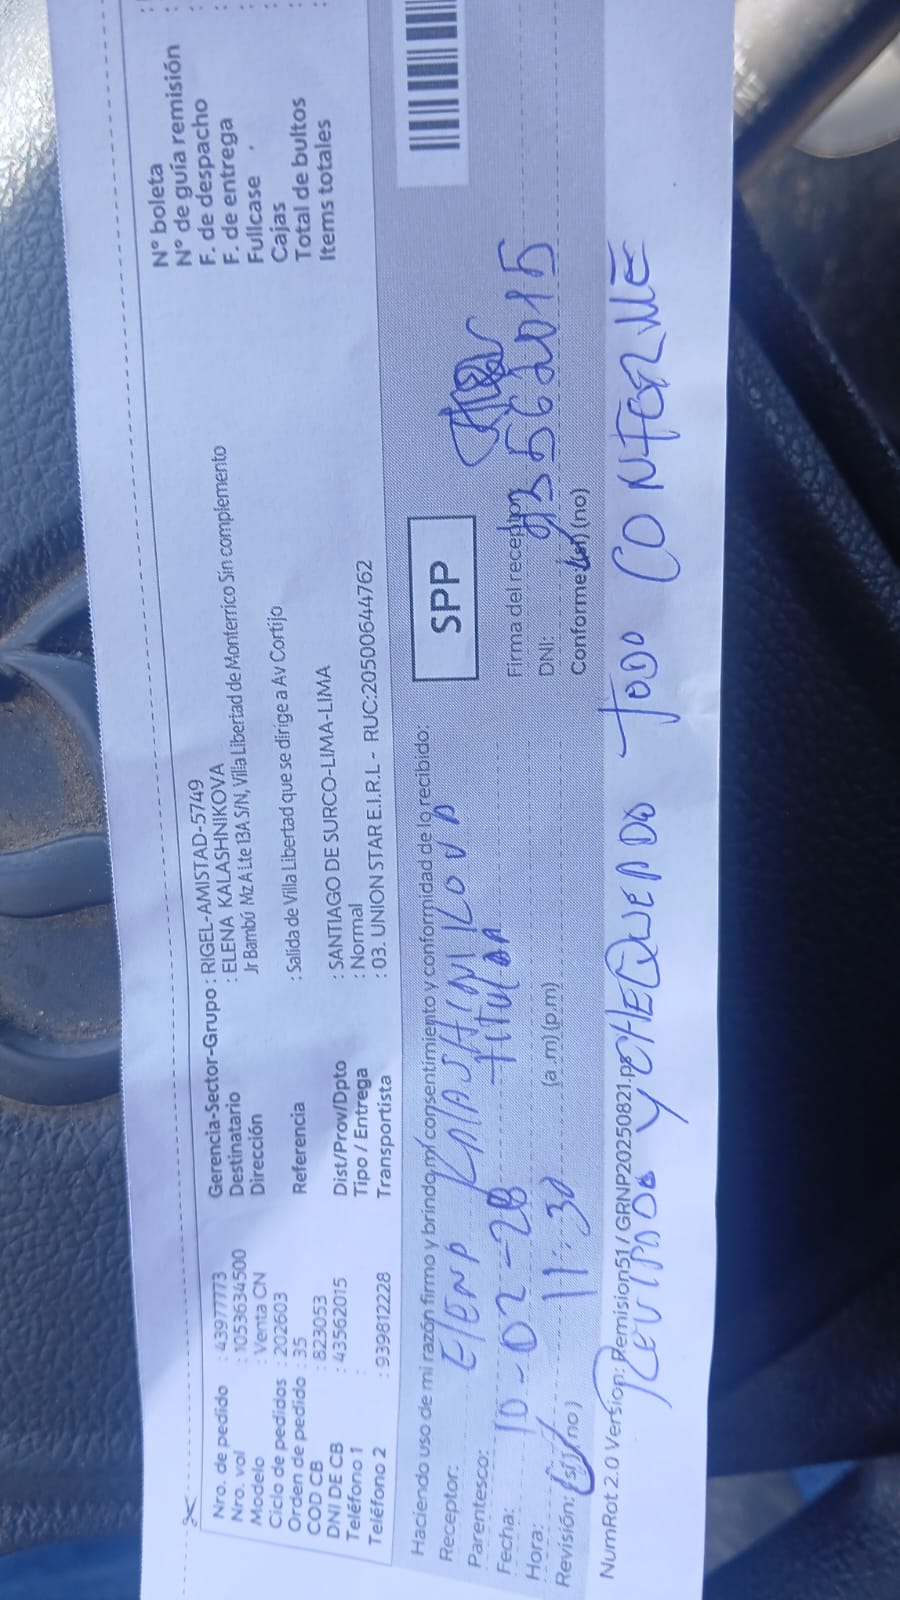 Nro. de pedido : 43977773
Nro. vol : 1053634500
Modelo : Venta CN
Ciclo de pedidos : 202603
Orden de pedido : 35
COD CB : 823053
DNI DE CB : 43562015
Teléfono 1 :
Teléfono 2 : 939812228
Gerencia-Sector-Grupo : RIGEL-AMISTAD-5749
Destinatario : ELENA KALASHNIKOVA
Dirección Jr Bambú Mz A Lte 13A S/N, Villa Libertad de Monterrico Sin complemento
Referencia : Salida de Villa Libertad que se dirige a Av Cortijo
Dist/Prov/Dpto : SANTIAGO DE SURCO-LIMA-LIMA
Tipo / Entrega : Normal
Transportista : 03. UNION STAR E.I.R.L - RUC:20500644762
N° boleta :
N° de guía remisión :
F. de despacho :
F. de entrega :
Fullcase :
Cajas :
Total de bultos :
Items totales :
Haciendo uso de mi razón firmo y brindo mi consentimiento y conformidad de lo recibido:
SPP
Receptor: ELENA KALASHNIKOVA
Parentesco: TITULAR
Fecha: 10-02-26
Hora: 11:30 (a .m) (p.m)
Revisión: (si) (no)
Firma del receptor:
DNI: 43562015
Conforme: (si) (no)
NumRot 2.0 Version: Remision51 / GRNP20250821.pg
REVISADO Y CHEQUEADO TODO CONFORME